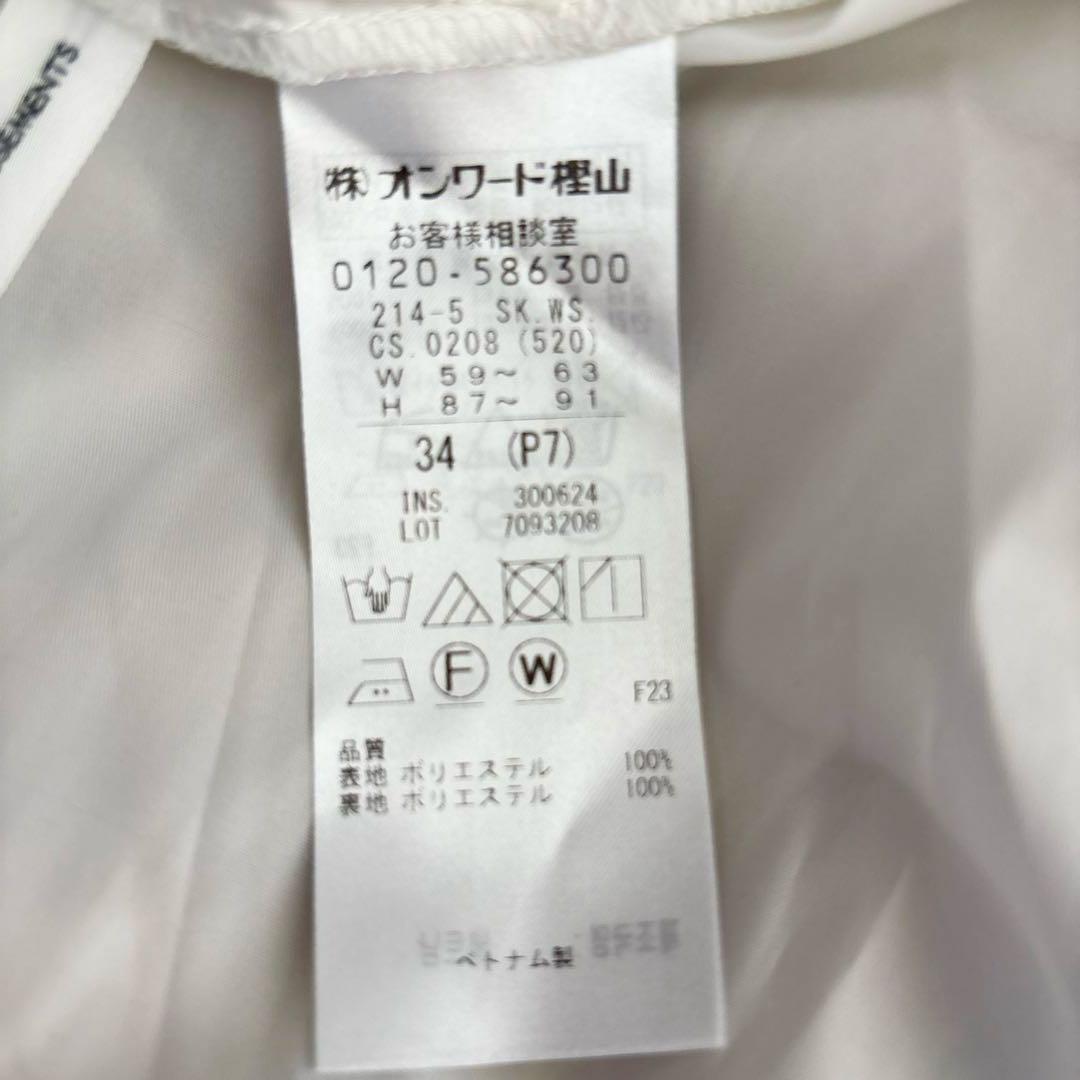 ㈱オンワード樫山
お客様相談室
0120-586300
214-5 SK.WS.
CS.0208 (520)
W 59～ 63
H 87～ 91
34 (P7)
INS. 300624
LOT 7093208
F W
F23
品質
表地 ポリエステル 100%
裏地 ポリエステル 100%
ベトナム製